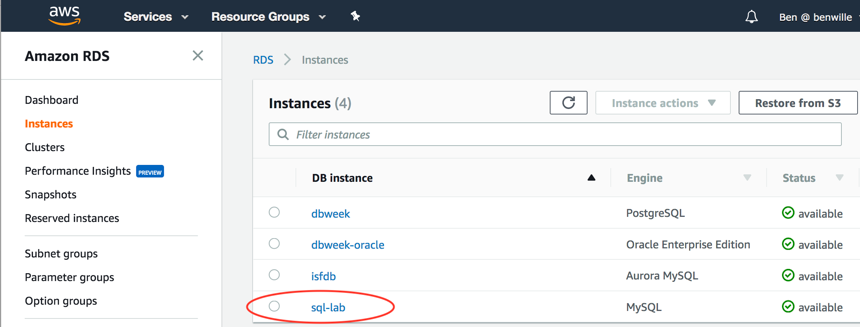 aws Services Resource Groups Ben @ benwille
Amazon RDS
RDS > Instances
Dashboard
Instances
Clusters
Performance Insights PREVIEW
Snapshots
Reserved instances
Subnet groups
Parameter groups
Option groups
Instances (4) Instance actions Restore from S3
Filter instances
DB instance Engine Status
dbweek PostgreSQL available
dbweek-oracle Oracle Enterprise Edition available
isfdb Aurora MySQL available
sql-lab MySQL available